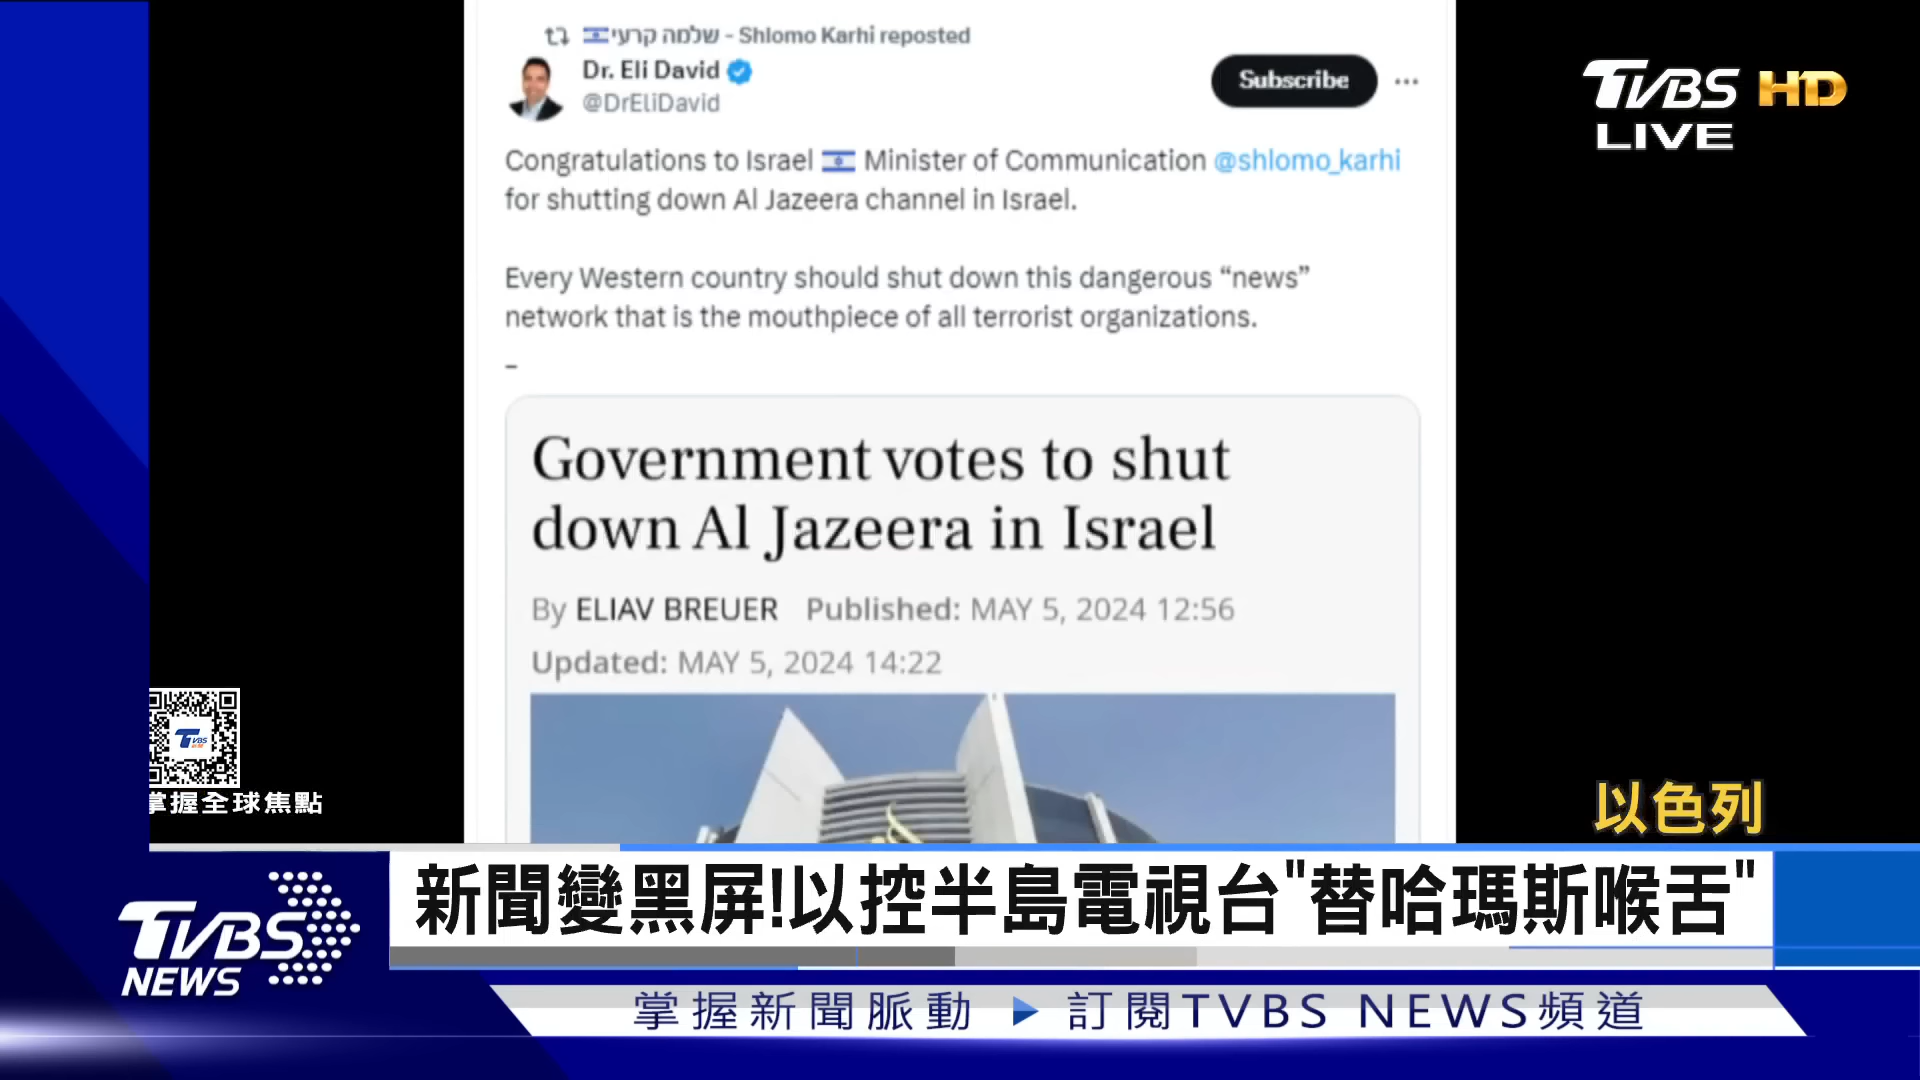 שלמה קרעי - Shlomo Karhi reposted
Dr. Eli David
@DrEliDavid
Subscribe
Congratulations to Israel 🇮🇱 Minister of Communication @shlomo_karhi
for shutting down Al Jazeera channel in Israel.
Every Western country should shut down this dangerous “news”
network that is the mouthpiece of all terrorist organizations.
–
Government votes to shut
down Al Jazeera in Israel
By ELIAV BREUER Published: MAY 5, 2024 12:56
Updated: MAY 5, 2024 14:22
TVBS HD
LIVE
TVBS
掌握全球焦點
以色列
新聞變黑屏!以控半島電視台"替哈瑪斯喉舌"
TVBS
NEWS
掌握新聞脈動 ▶ 訂閱TVBS NEWS頻道